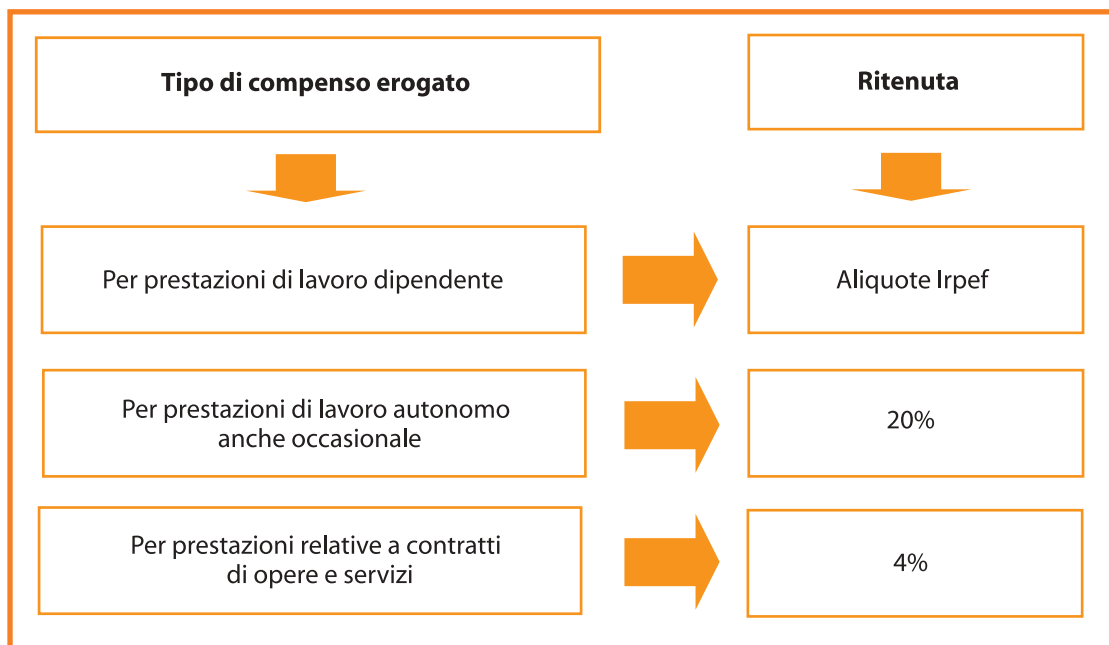 Tipo di compenso erogato
Ritenuta
Per prestazioni di lavoro dipendente
Aliquote Irpef
Per prestazioni di lavoro autonomo
anche occasionale
20%
Per prestazioni relative a contratti
di opere e servizi
4%